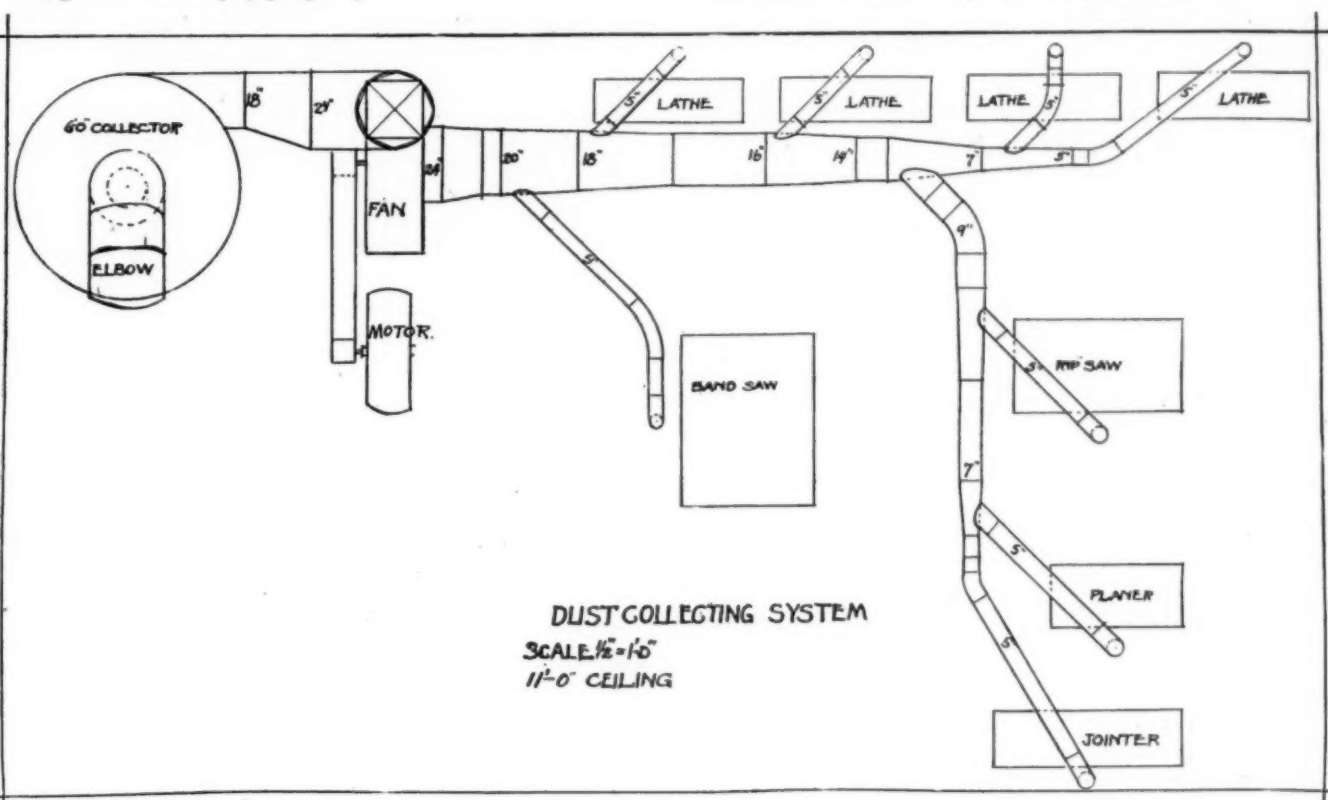 5"
5"
5"
5"
LATHE
LATHE
LATHE
LATHE
18"
24"
60" COLLECTOR
24"
20"
18"
16"
14"
7"
5"
FAN
9"
ELBOW
5"
MOTOR.
BAND SAW
5" RIP SAW
7"
5"
PLANER
DUST COLLECTING SYSTEM
SCALE ½"=1'-0"
11'-0" CEILING
5"
JOINTER